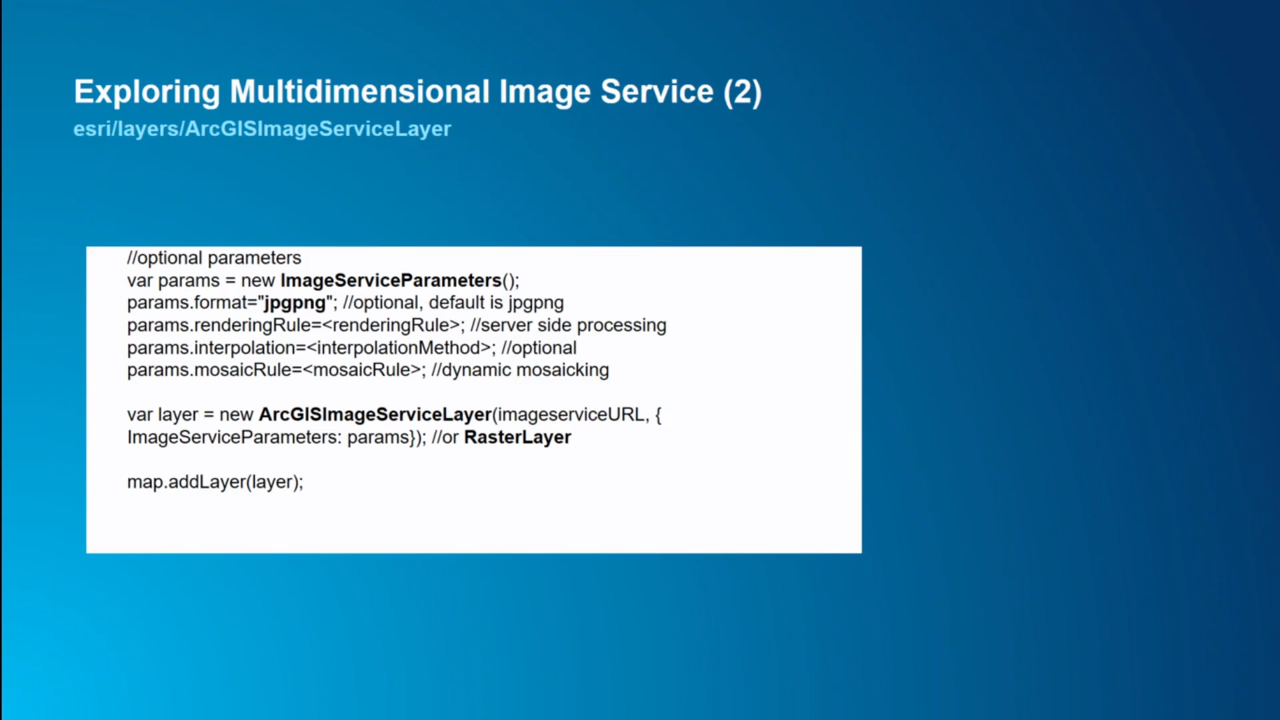 Exploring Multidimensional Image Service (2)
esri/layers/ArcGISImageServiceLayer
//optional parameters
var params = new ImageServiceParameters();
params.format="jpgpng"; //optional, default is jpgpng
params.renderingRule=<renderingRule>; //server side processing
params.interpolation=<interpolationMethod>; //optional
params.mosaicRule=<mosaicRule>; //dynamic mosaicking
var layer = new ArcGISImageServiceLayer(imageserviceURL, {
ImageServiceParameters: params}); //or RasterLayer
map.addLayer(layer);